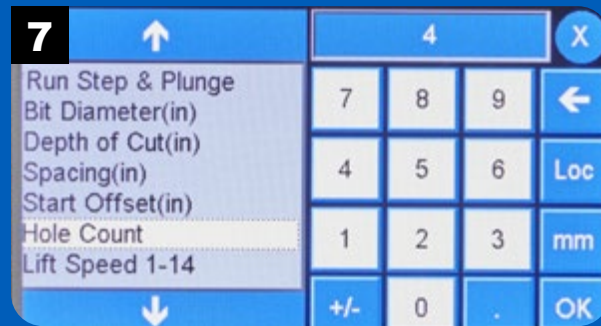 7
4
X
Run Step & Plunge
Bit Diameter(in)
Depth of Cut(in)
Spacing(in)
Start Offset(in)
Hole Count
Lift Speed 1-14
7 8 9
4 5 6 Loc
1 2 3 mm
+/- 0 . OK